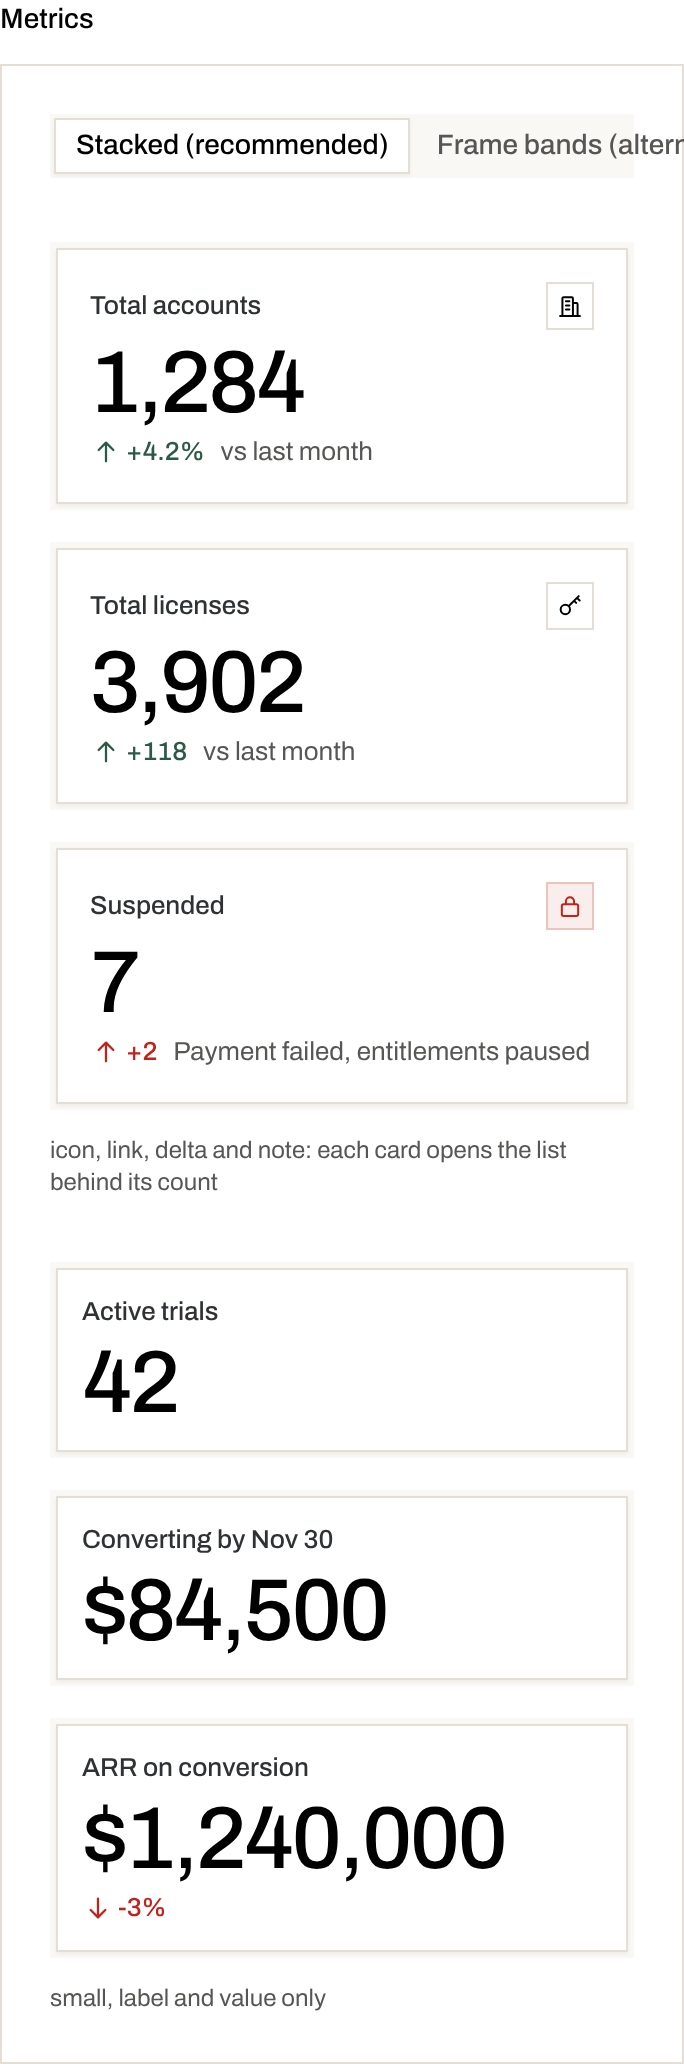 Metrics
Stacked (recommended)
Frame bands (altern
Total accounts
1,284
↑ +4.2% vs last month
Total licenses
3,902
↑ +118 vs last month
Suspended
7
↑ +2 Payment failed, entitlements paused
icon, link, delta and note: each card opens the list
behind its count
Active trials
42
Converting by Nov 30
$84,500
ARR on conversion
$1,240,000
↓ -3%
small, label and value only